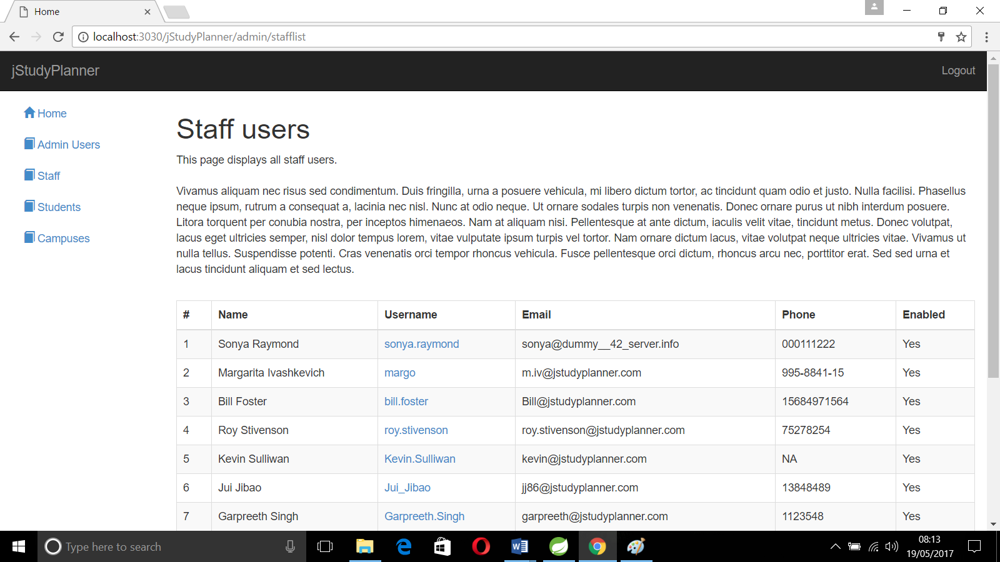 Home
localhost:3030/jStudyPlanner/admin/stafflist
jStudyPlanner Logout
Home
Admin Users
Staff
Students
Campuses
Staff users
This page displays all staff users.
Vivamus aliquam nec risus sed condimentum. Duis fringilla, urna a posuere vehicula, mi libero dictum tortor, ac tincidunt quam odio et justo. Nulla facilisi. Phasellus
neque ipsum, rutrum a consequat a, lacinia nec nisl. Nunc at odio neque. Ut ornare sodales turpis non venenatis. Donec ornare purus ut nibh interdum posuere.
Litora torquent per conubia nostra, per inceptos himenaeos. Nam at aliquam nisi. Pellentesque at ante dictum, iaculis velit vitae, tincidunt metus. Donec volutpat,
lacus eget ultricies semper, nisl dolor tempus lorem, vitae vulputate ipsum turpis vel tortor. Nam ornare dictum lacus, vitae volutpat neque ultricies vitae. Vivamus ut
nulla tellus. Suspendisse potenti. Cras venenatis orci tempor rhoncus vehicula. Fusce pellentesque orci dictum, rhoncus arcu nec, porttitor erat. Sed sed urna et
lacus tincidunt aliquam et sed lectus.
# Name Username Email Phone Enabled
1 Sonya Raymond sonya.raymond sonya@dummy__42_server.info 000111222 Yes
2 Margarita Ivashkevich margo m.iv@jstudyplanner.com 995-8841-15 Yes
3 Bill Foster bill.foster Bill@jstudyplanner.com 15684971564 Yes
4 Roy Stivenson roy.stivenson roy.stivenson@jstudyplanner.com 75278254 Yes
5 Kevin Sulliwan Kevin.Sulliwan kevin@jstudyplanner.com NA Yes
6 Jui Jibao Jui_Jibao jj86@jstudyplanner.com 13848489 Yes
7 Garpreeth Singh Garpreeth.Singh garpreeth@jstudyplanner.com 1123548 Yes
Type here to search
08:13
19/05/2017